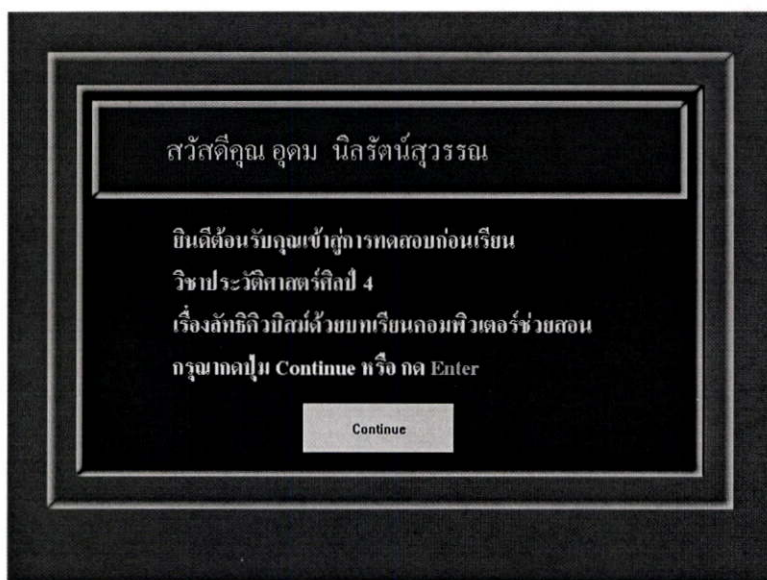 สวัสดีคุณ อุดม นิลรัตน์สุวรรณ
ยินดีต้อนรับคุณเข้าสู่การทดสอบก่อนเรียน
วิชาประวัติศาสตร์ศิลป์ 4
เรื่องลัทธิคิวบิสม์ด้วยบทเรียนคอมพิวเตอร์ช่วยสอน
กรุณากดปุ่ม Continue หรือ กด Enter
Continue